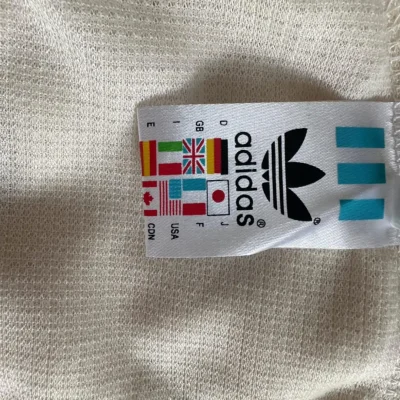 ®
adidas®
D J
GB F
I USA
E CDN